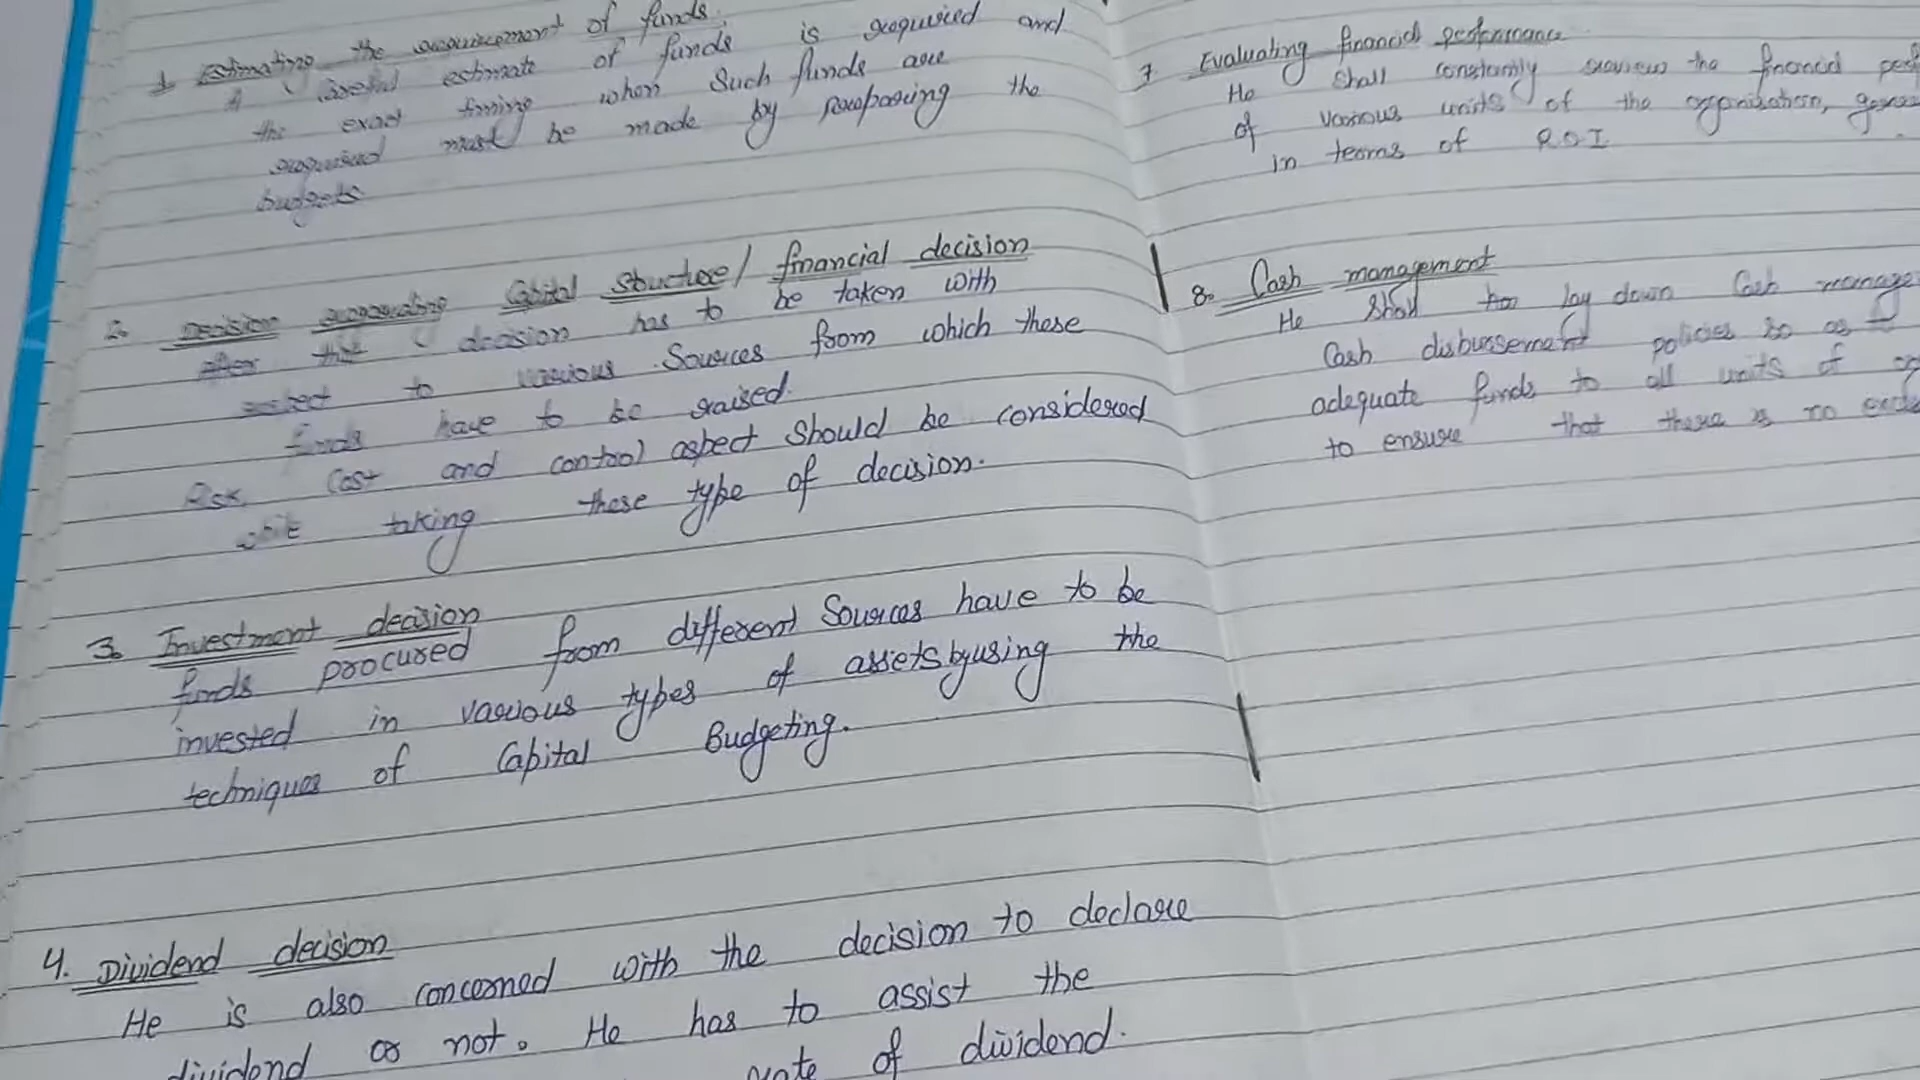 1. Estimating the requirement of funds
A careful estimate of funds is required and
the exact timing when such funds are
required must be made by preparing the
budgets
2. Decision regarding Capital Structure/ financial decision
After this decision has to be taken with
respect to various Sources from which these
funds have to be raised.
Risk, Cost and control aspect should be considered
while taking these type of decision.
3. Investment decision
funds procured from different Sources have to be
invested in various types of assets by using the
techniques of Capital Budgeting.
4. Dividend decision
He is also concerned with the decision to declare
dividend or not. He has to assist the
rate of dividend.
7 Evaluating financial performance
He shall constantly review the financial
of various units of the organisation,
in terms of R.O.I
8. Cash management
He shall lay down Cash
Cash disbursement policies so as
adequate funds to all units of
to ensure that there is no